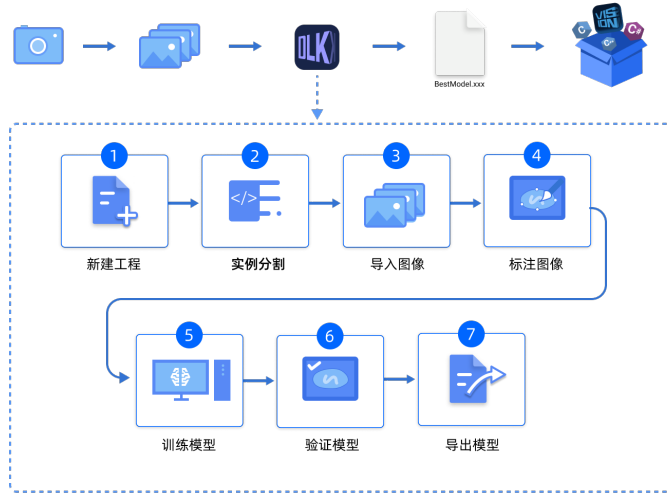 DLK
BestModel.xxx
VISION
C
C#
C++
1
2
3
4
</>
新建工程
实例分割
导入图像
标注图像
5
6
7
训练模型
验证模型
导出模型